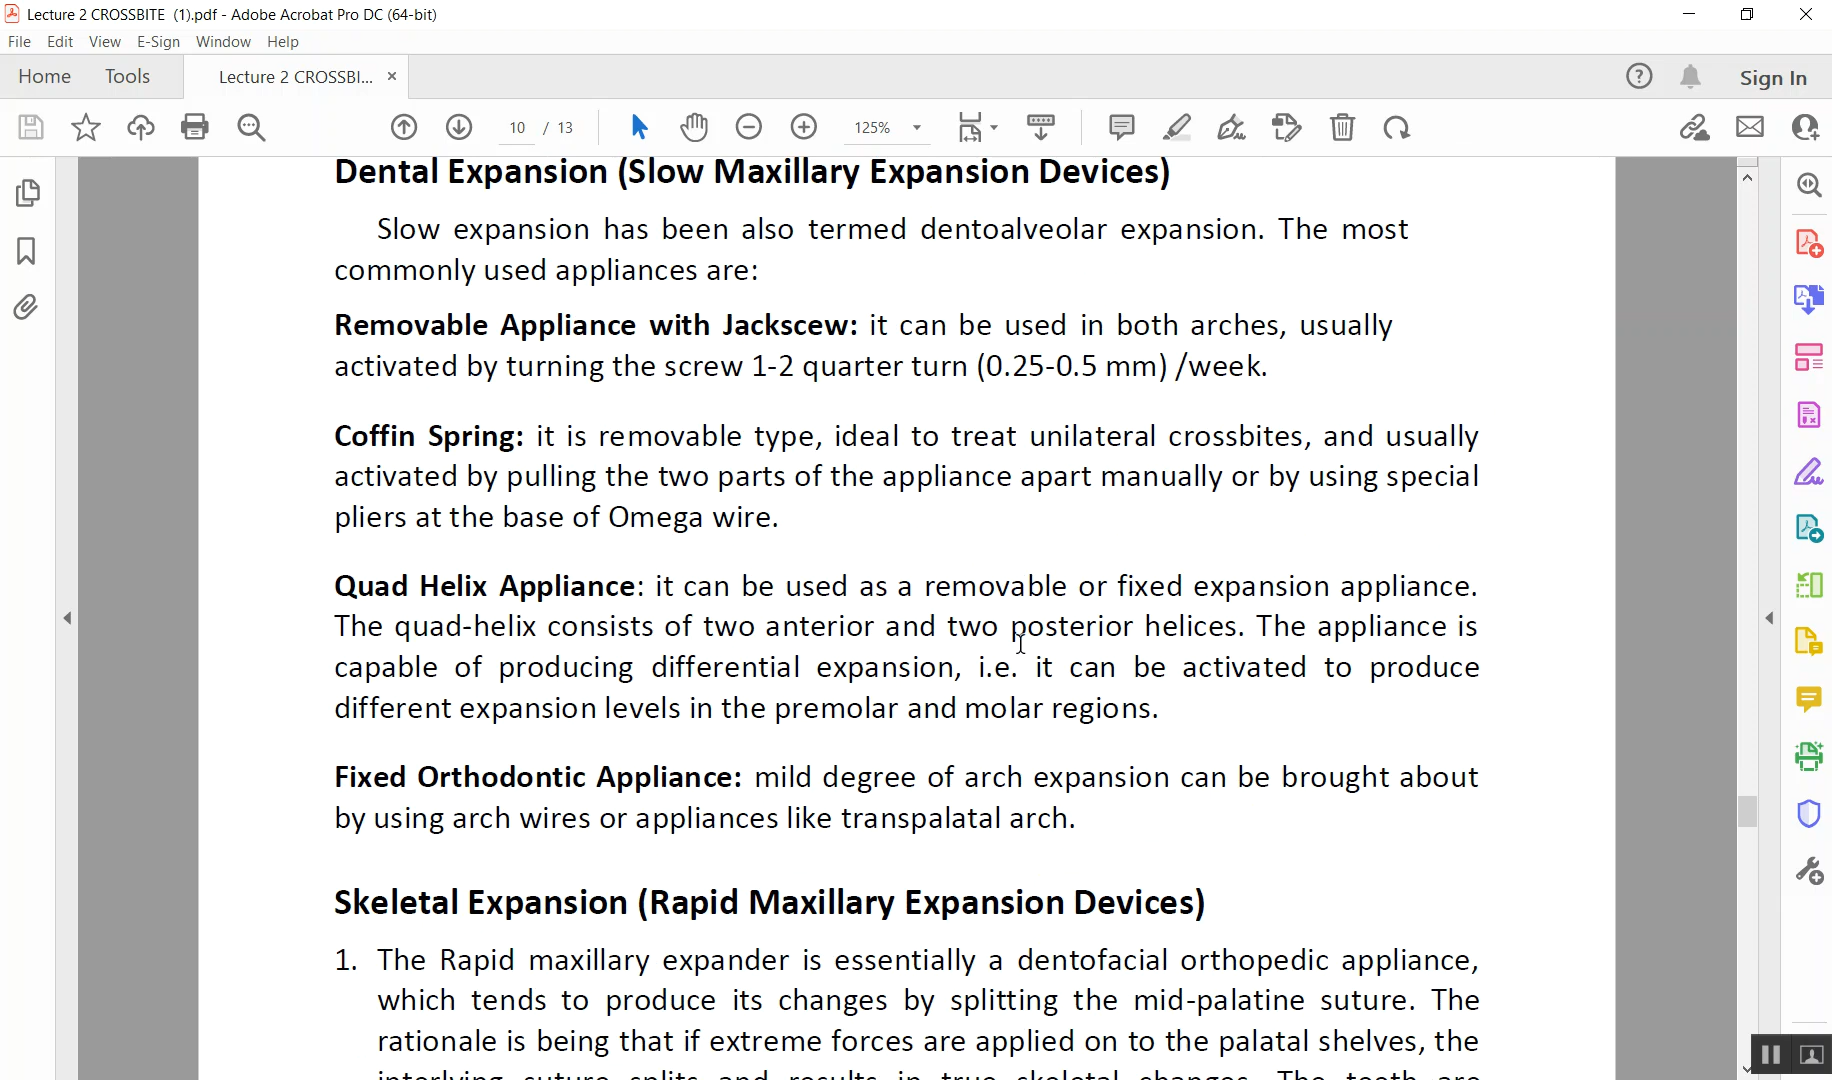 Lecture 2 CROSSBITE (1).pdf - Adobe Acrobat Pro DC (64-bit)
File Edit View E-Sign Window Help
Home Tools Lecture 2 CROSSBI... × Sign In
10 / 13 125%
Dental Expansion (Slow Maxillary Expansion Devices)
Slow expansion has been also termed dentoalveolar expansion. The most
commonly used appliances are:
Removable Appliance with Jackscew: it can be used in both arches, usually
activated by turning the screw 1-2 quarter turn (0.25-0.5 mm) /week.
Coffin Spring: it is removable type, ideal to treat unilateral crossbites, and usually
activated by pulling the two parts of the appliance apart manually or by using special
pliers at the base of Omega wire.
Quad Helix Appliance: it can be used as a removable or fixed expansion appliance.
The quad-helix consists of two anterior and two posterior helices. The appliance is
capable of producing differential expansion, i.e. it can be activated to produce
different expansion levels in the premolar and molar regions.
Fixed Orthodontic Appliance: mild degree of arch expansion can be brought about
by using arch wires or appliances like transpalatal arch.
Skeletal Expansion (Rapid Maxillary Expansion Devices)
1. The Rapid maxillary expander is essentially a dentofacial orthopedic appliance,
which tends to produce its changes by splitting the mid-palatine suture. The
rationale is being that if extreme forces are applied on to the palatal shelves, the
interlying suture splits and results in true skeletal changes. The teeth are